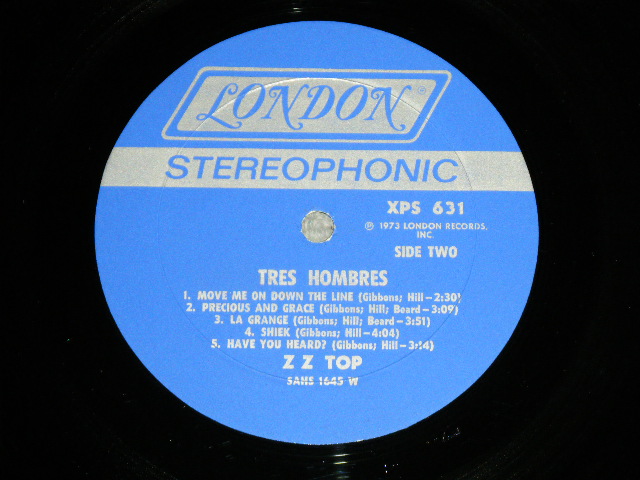 LONDON®
STEREOPHONIC
XPS 631
℗ 1973 LONDON RECORDS,
INC.
SIDE TWO
TRES HOMBRES
1. MOVE ME ON DOWN THE LINE (Gibbons; Hill—2:30)
2. PRECIOUS AND GRACE (Gibbons; Hill; Beard—3:09)
3. LA GRANGE (Gibbons; Hill; Beard—3:51)
4. SHIEK (Gibbons; Hill—4:04)
5. HAVE YOU HEARD? (Gibbons; Hill—3:14)
Z Z TOP
SAHS 1645 W